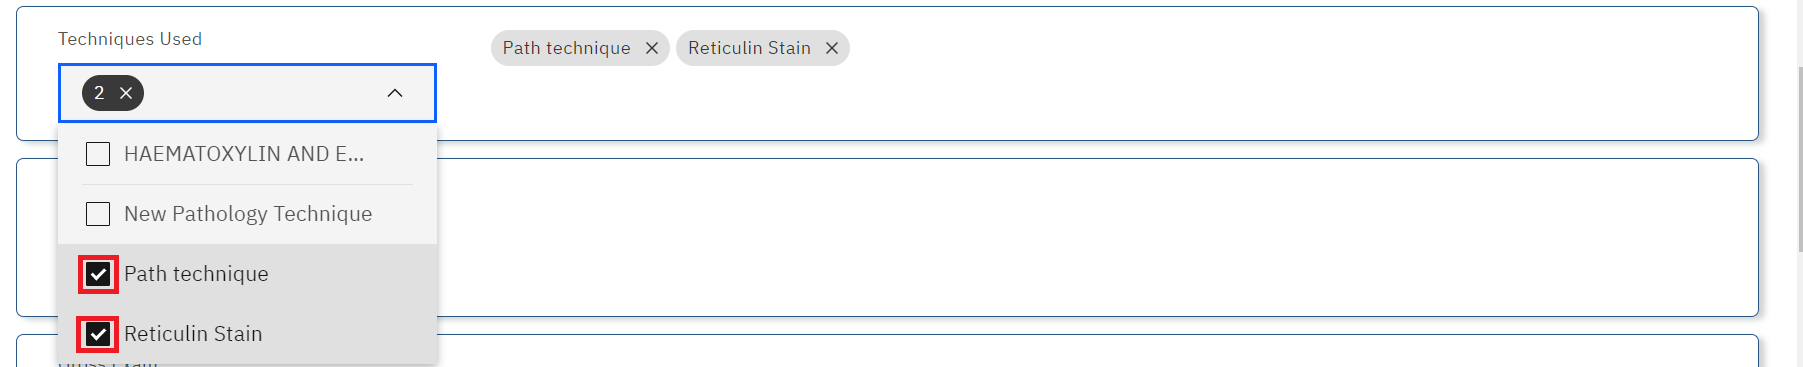 Techniques Used
Path technique
Reticulin Stain
2
HAEMATOXYLIN AND E...
New Pathology Technique
Path technique
Reticulin Stain